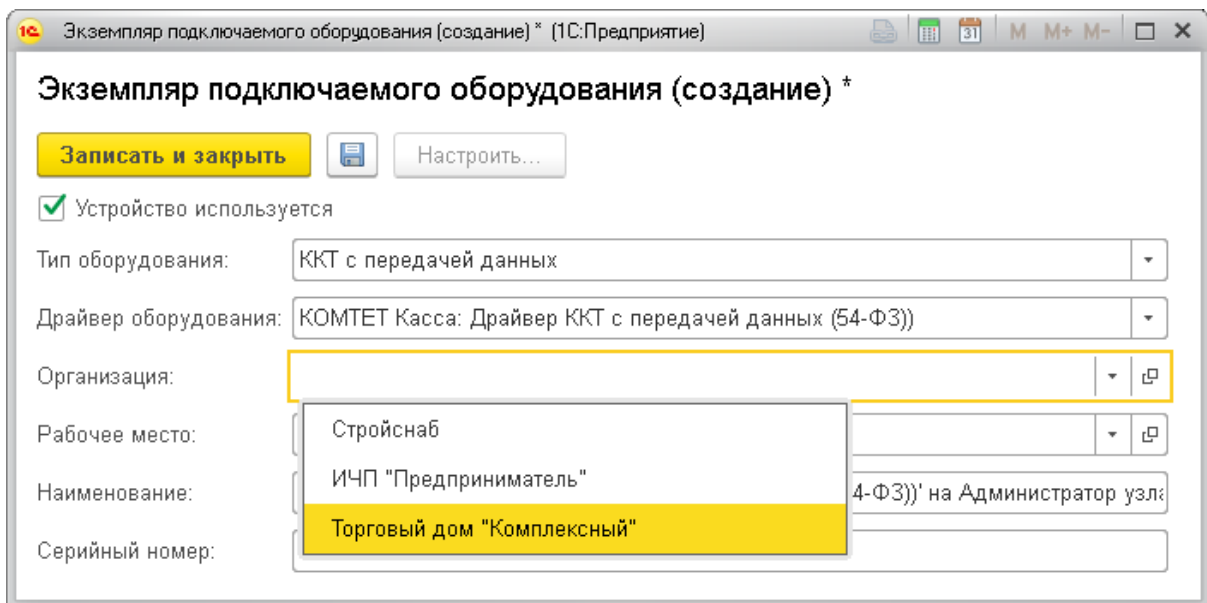 1С Экземпляр подключаемого оборудования (создание) * (1С:Предприятие) 31 M M+ M-
Экземпляр подключаемого оборудования (создание) *
Записать и закрыть Настроить...
Устройство используется
Тип оборудования: ККТ с передачей данных
Драйвер оборудования: КОМТЕТ Касса: Драйвер ККТ с передачей данных (54-ФЗ))
Организация:
Стройснаб
Рабочее место:
ИЧП "Предприниматель"
Наименование: 4-ФЗ))' на Администратор узла
Торговый дом "Комплексный"
Серийный номер: